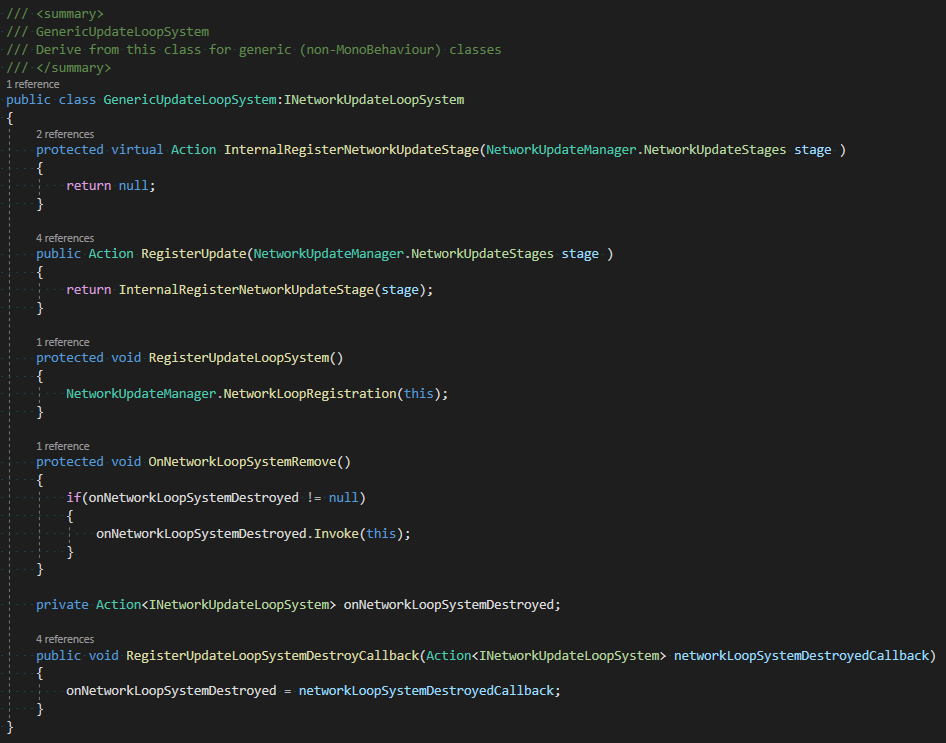 /// <summary>
/// GenericUpdateLoopSystem
/// Derive from this class for generic (non-MonoBehaviour) classes
/// </summary>
1 reference
public class GenericUpdateLoopSystem:INetworkUpdateLoopSystem
{
2 references
protected virtual Action InternalRegisterNetworkUpdateStage(NetworkUpdateManager.NetworkUpdateStages stage )
{
return null;
}
4 references
public Action RegisterUpdate(NetworkUpdateManager.NetworkUpdateStages stage )
{
return InternalRegisterNetworkUpdateStage(stage);
}
1 reference
protected void RegisterUpdateLoopSystem()
{
NetworkUpdateManager.NetworkLoopRegistration(this);
}
1 reference
protected void OnNetworkLoopSystemRemove()
{
if(onNetworkLoopSystemDestroyed != null)
{
onNetworkLoopSystemDestroyed.Invoke(this);
}
}
private Action<INetworkUpdateLoopSystem> onNetworkLoopSystemDestroyed;
4 references
public void RegisterUpdateLoopSystemDestroyCallback(Action<INetworkUpdateLoopSystem> networkLoopSystemDestroyedCallback)
{
onNetworkLoopSystemDestroyed = networkLoopSystemDestroyedCallback;
}
}